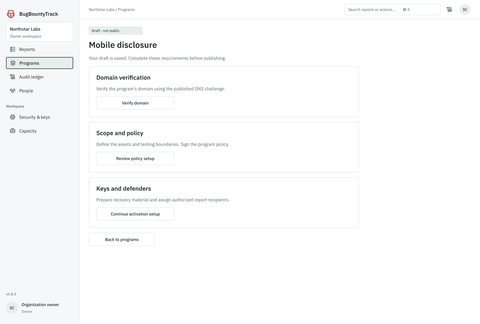 BugBountyTrack
Northstar Labs
Owner workspace
Reports
Programs
Audit ledger
People
Workspace
Security & keys
Capacity
v1.0.4
SC
Organization owner
Owner
Northstar Labs / Programs
Search reports or actions...
⌘ K
SC
Draft · not public
Mobile disclosure
Your draft is saved. Complete these requirements before publishing.
Domain verification
Verify the program's domain using the published DNS challenge.
Verify domain
Scope and policy
Define the assets and testing boundaries. Sign the program policy.
Review policy setup
Keys and defenders
Prepare recovery material and assign authorized report recipients.
Continue activation setup
Back to programs